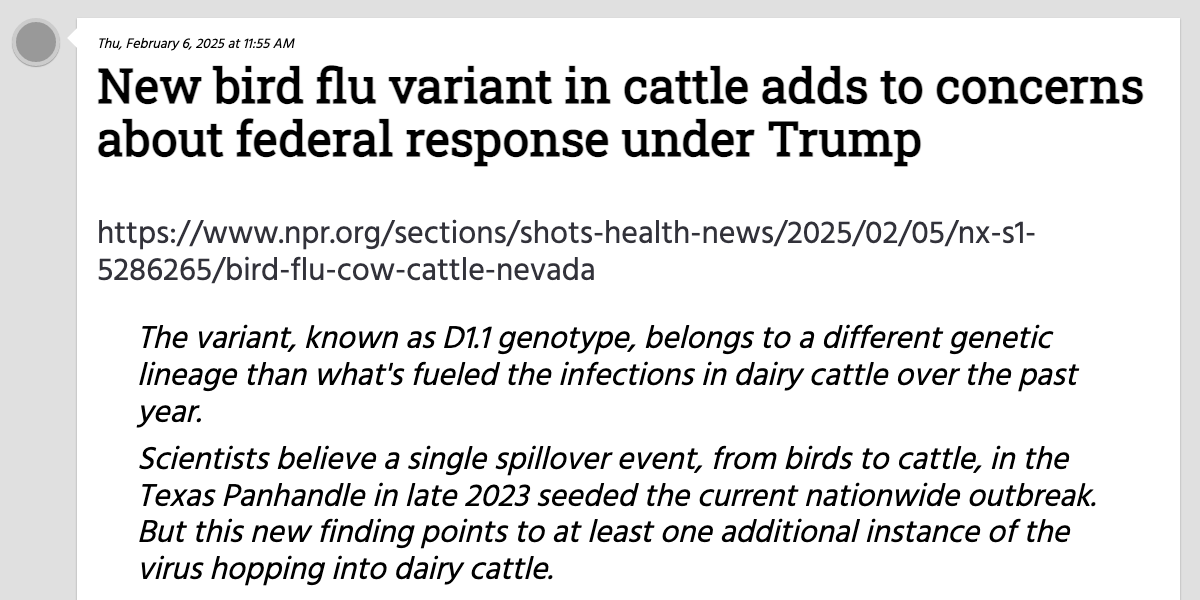 Thu, February 6, 2025 at 11:55 AM
New bird flu variant in cattle adds to concerns
about federal response under Trump
https://www.npr.org/sections/shots-health-news/2025/02/05/nx-s1-
5286265/bird-flu-cow-cattle-nevada
The variant, known as D1.1 genotype, belongs to a different genetic
lineage than what's fueled the infections in dairy cattle over the past
year.
Scientists believe a single spillover event, from birds to cattle, in the
Texas Panhandle in late 2023 seeded the current nationwide outbreak.
But this new finding points to at least one additional instance of the
virus hopping into dairy cattle.